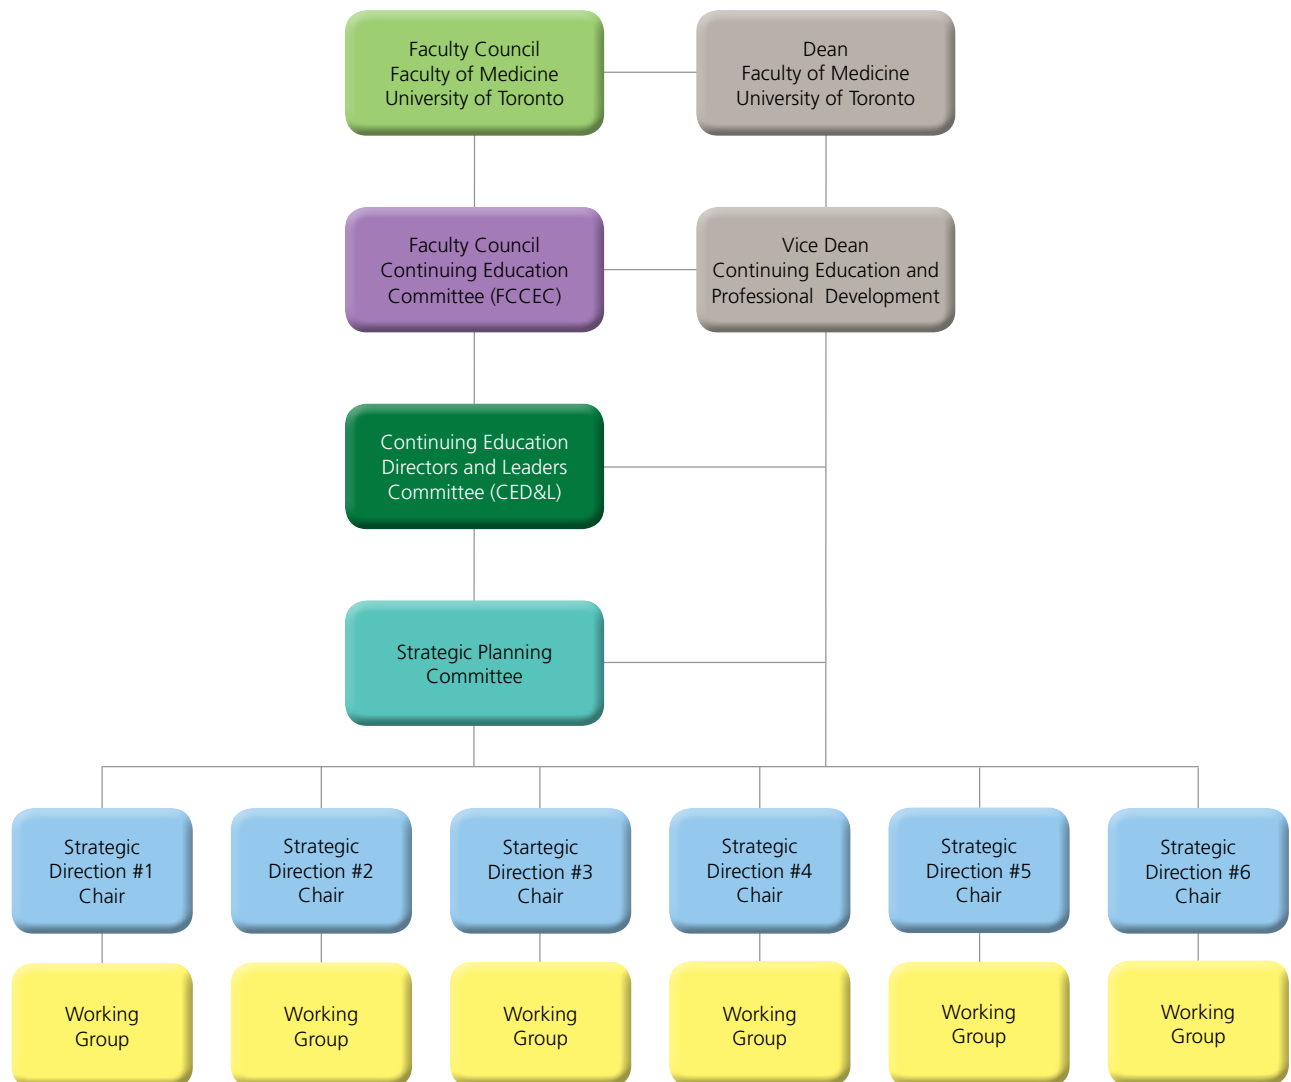 Faculty Council
Faculty of Medicine
University of Toronto
Dean
Faculty of Medicine
University of Toronto
Faculty Council
Continuing Education
Committee (FCCEC)
Vice Dean
Continuing Education and
Professional Development
Continuing Education
Directors and Leaders
Committee (CED&L)
Strategic Planning
Committee
Strategic
Direction #1
Chair
Strategic
Direction #2
Chair
Startegic
Direction #3
Chair
Strategic
Direction #4
Chair
Strategic
Direction #5
Chair
Strategic
Direction #6
Chair
Working
Group
Working
Group
Working
Group
Working
Group
Working
Group
Working
Group